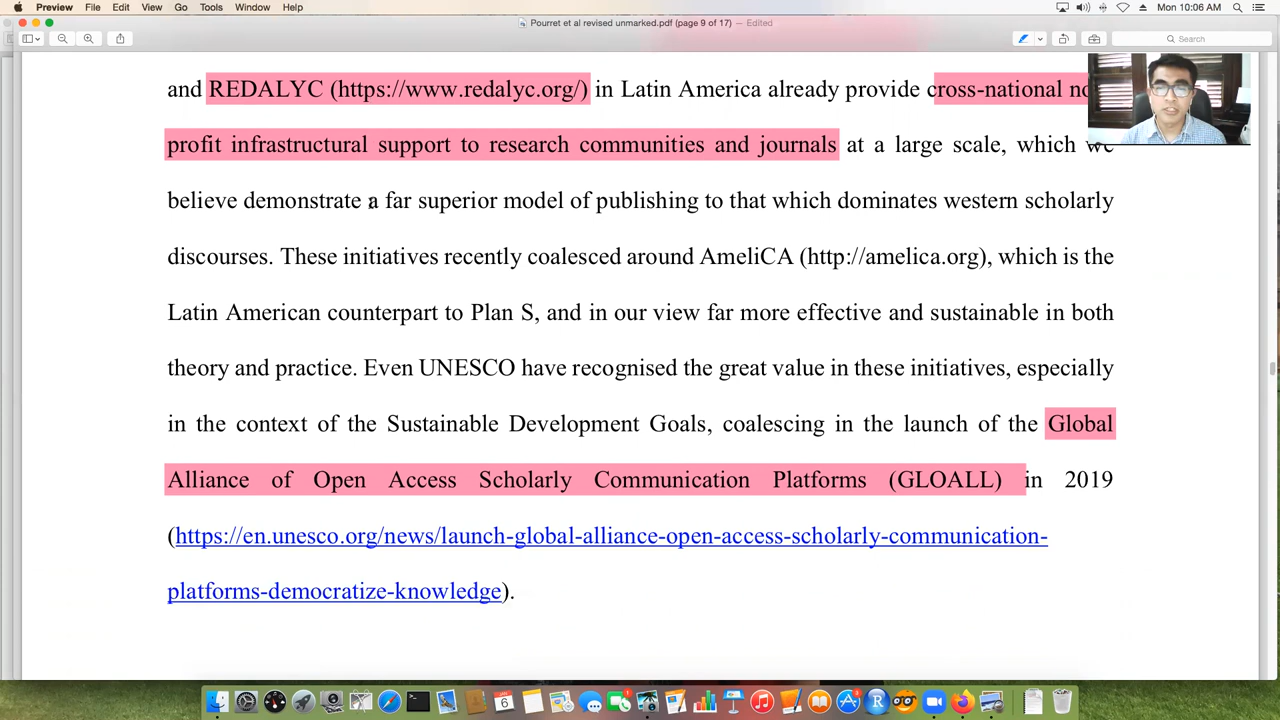 Preview File Edit View Go Tools Window Help Mon 10:06 AM
Pourret et al revised unmarked.pdf (page 9 of 17) — Edited
Search
and REDALYC (https://www.redalyc.org/) in Latin America already provide cross-national
profit infrastructural support to research communities and journals at a large scale, which we
believe demonstrate a far superior model of publishing to that which dominates western scholarly
discourses. These initiatives recently coalesced around AmeliCA (http://amelica.org), which is the
Latin American counterpart to Plan S, and in our view far more effective and sustainable in both
theory and practice. Even UNESCO have recognised the great value in these initiatives, especially
in the context of the Sustainable Development Goals, coalescing in the launch of the Global
Alliance of Open Access Scholarly Communication Platforms (GLOALL) in 2019
(https://en.unesco.org/news/launch-global-alliance-open-access-scholarly-communication-
platforms-democratize-knowledge).